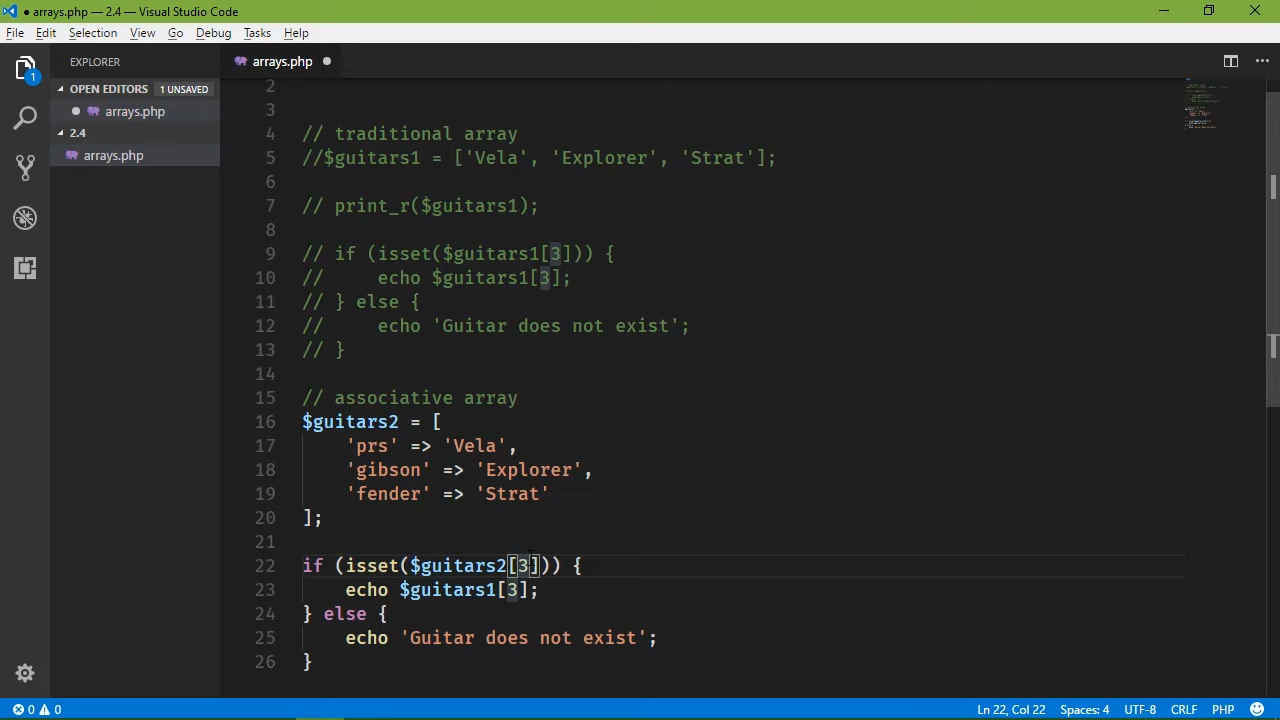 ● arrays.php — 2.4 — Visual Studio Code
File Edit Selection View Go Debug Tasks Help
EXPLORER
arrays.php ●
OPEN EDITORS 1 UNSAVED
● arrays.php
2.4
arrays.php
1
2
3
4 // traditional array
5 //$guitars1 = ['Vela', 'Explorer', 'Strat'];
6
7 // print_r($guitars1);
8
9 // if (isset($guitars1[3])) {
10 //     echo $guitars1[3];
11 // } else {
12 //     echo 'Guitar does not exist';
13 // }
14
15 // associative array
16 $guitars2 = [
17     'prs' => 'Vela',
18     'gibson' => 'Explorer',
19     'fender' => 'Strat'
20 ];
21
22 if (isset($guitars2[3])) {
23     echo $guitars1[3];
24 } else {
25     echo 'Guitar does not exist';
26 }
0 0 Ln 22, Col 22 Spaces: 4 UTF-8 CRLF PHP